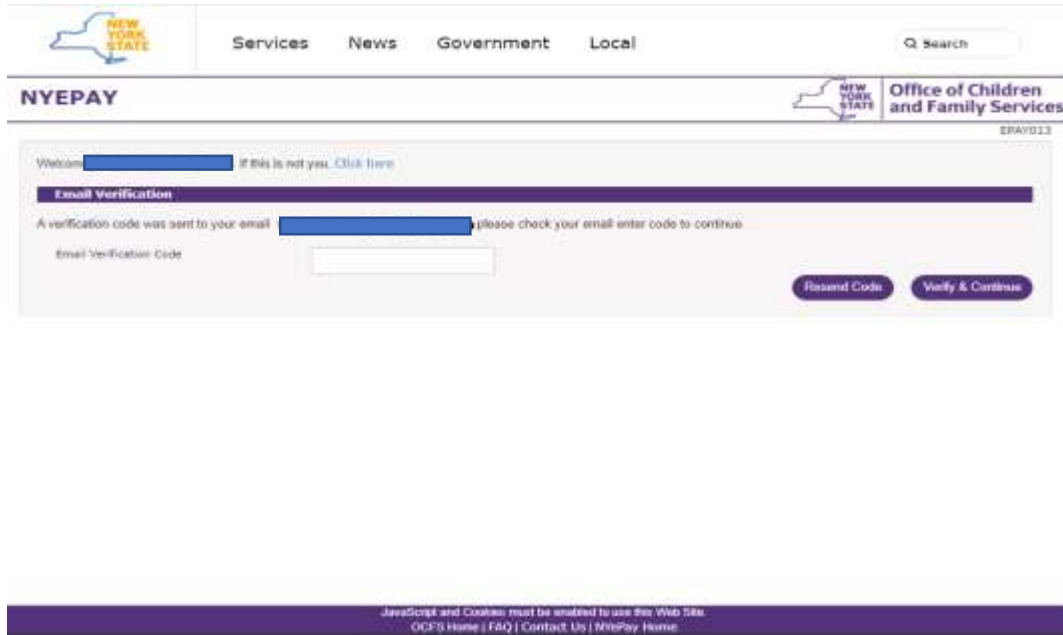 NEW
YORK
STATE
Services News Government Local
Search
NYEPAY
NEW
YORK
STATE
Office of Children
and Family Services
EPAY013
Welcome If this is not you, Click here
Email Verification
A verification code was sent to your email please check your email enter code to continue
Email Verification Code
Resend Code Verify & Continue
JavaScript and Cookies must be enabled to use this Web Site.
OCFS Home | FAQ | Contact Us | NYePay Home